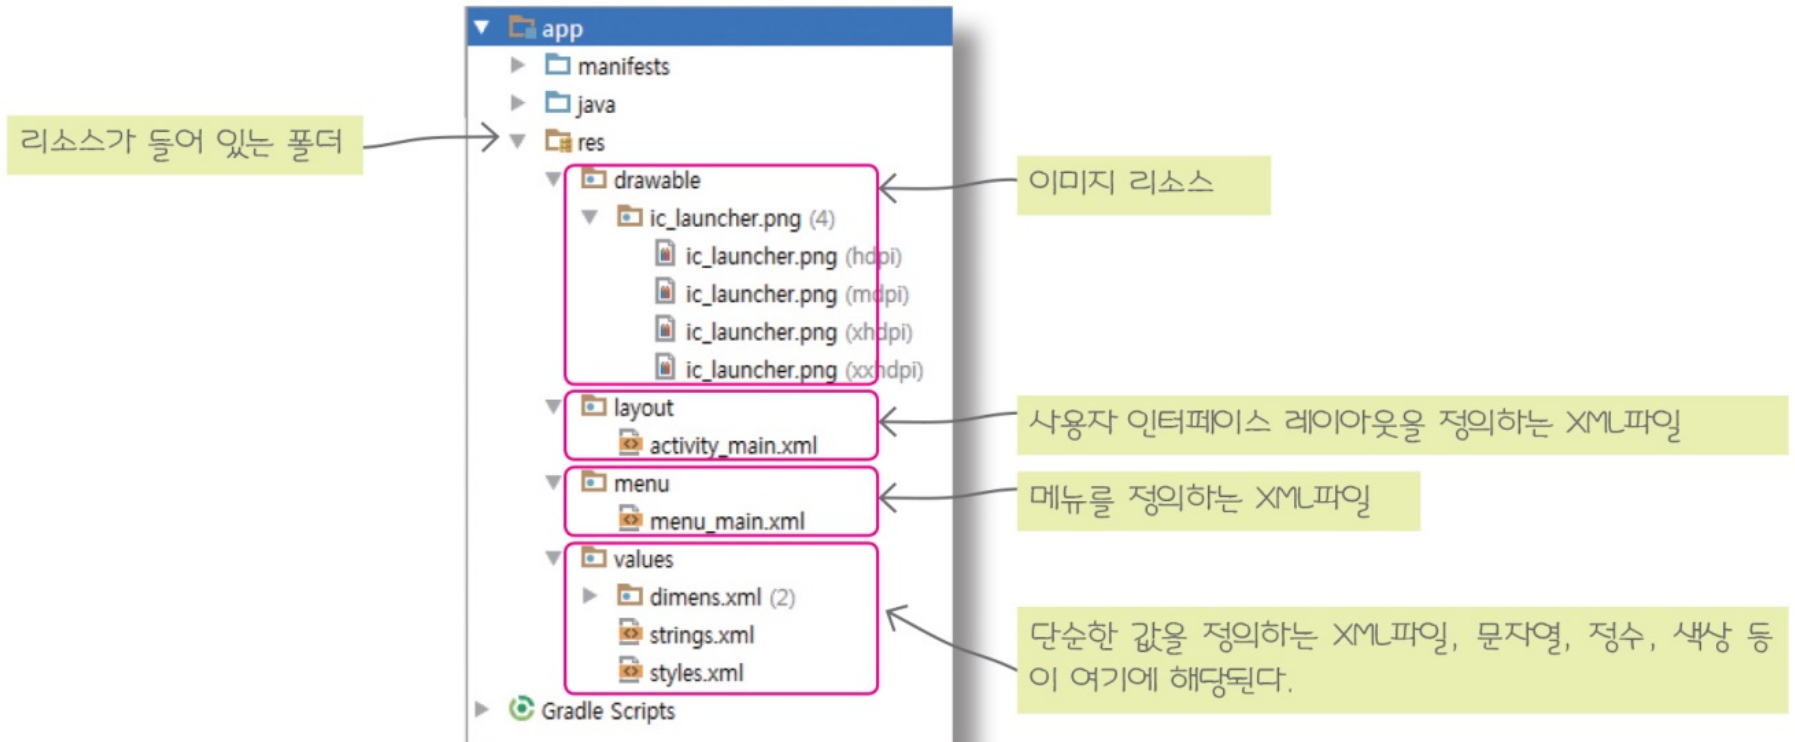 app
manifests
java
리소스가 들어 있는 폴더
res
drawable
이미지 리소스
ic_launcher.png (4)
ic_launcher.png (hdpi)
ic_launcher.png (mdpi)
ic_launcher.png (xhdpi)
ic_launcher.png (xxhdpi)
layout
사용자 인터페이스 레이아웃을 정의하는 XML파일
activity_main.xml
menu
메뉴를 정의하는 XML파일
menu_main.xml
values
dimens.xml (2)
strings.xml
styles.xml
단순한 값을 정의하는 XML파일, 문자열, 정수, 색상 등
이 여기에 해당된다.
Gradle Scripts